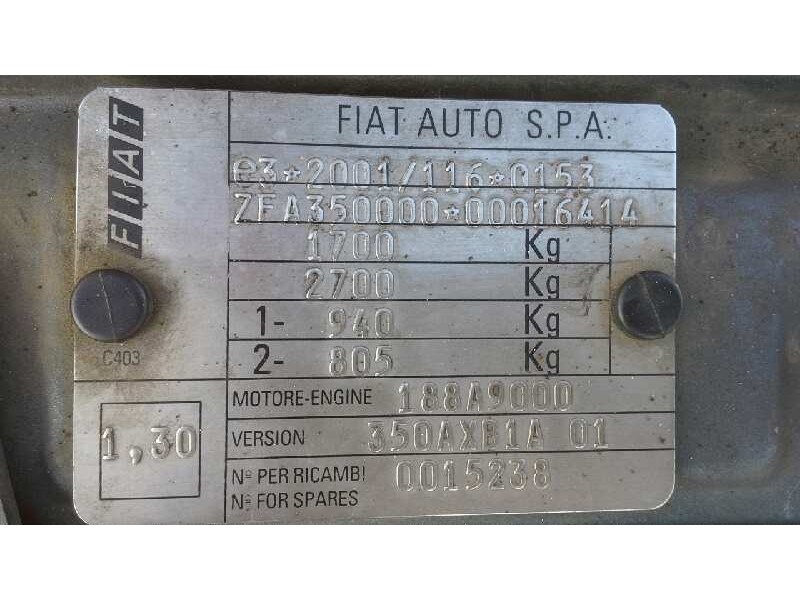 FIAT
FIAT AUTO S.P.A.
e3*2001/116*0153
ZFA350000*00016414
1700 Kg
2700 Kg
1- 940 Kg
2- 805 Kg
C403
MOTORE-ENGINE 188A9000
1,30
VERSION 350AXB1A 01
Nº PER RICAMBI 0015238
Nº FOR SPARES